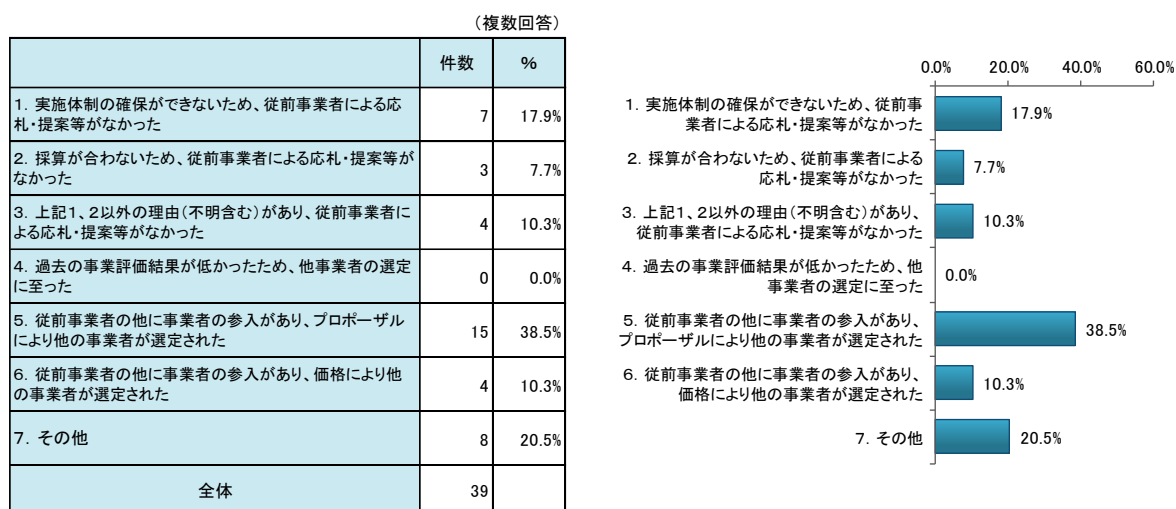 （複数回答）
件数 %
1．実施体制の確保ができないため、従前事業者による応
札・提案等がなかった
7 17.9%
2．採算が合わないため、従前事業者による応札・提案等が
なかった
3 7.7%
3．上記1、2以外の理由（不明含む）があり、従前事業者に
よる応札・提案等がなかった
4 10.3%
4．過去の事業評価結果が低かったため、他事業者の選定
に至った
0 0.0%
5．従前事業者の他に事業者の参入があり、プロポーザル
により他の事業者が選定された
15 38.5%
6．従前事業者の他に事業者の参入があり、価格により他
の事業者が選定された
4 10.3%
7．その他
8 20.5%
全体 39
0.0% 20.0% 40.0% 60.0%
1．実施体制の確保ができないため、従前事
業者による応札・提案等がなかった
17.9%
2．採算が合わないため、従前事業者による
応札・提案等がなかった
7.7%
3．上記1、2以外の理由（不明含む）があり、
従前事業者による応札・提案等がなかった
10.3%
4．過去の事業評価結果が低かったため、他
事業者の選定に至った
0.0%
5．従前事業者の他に事業者の参入があり、
プロポーザルにより他の事業者が選定された
38.5%
6．従前事業者の他に事業者の参入があり、
価格により他の事業者が選定された
10.3%
7．その他
20.5%